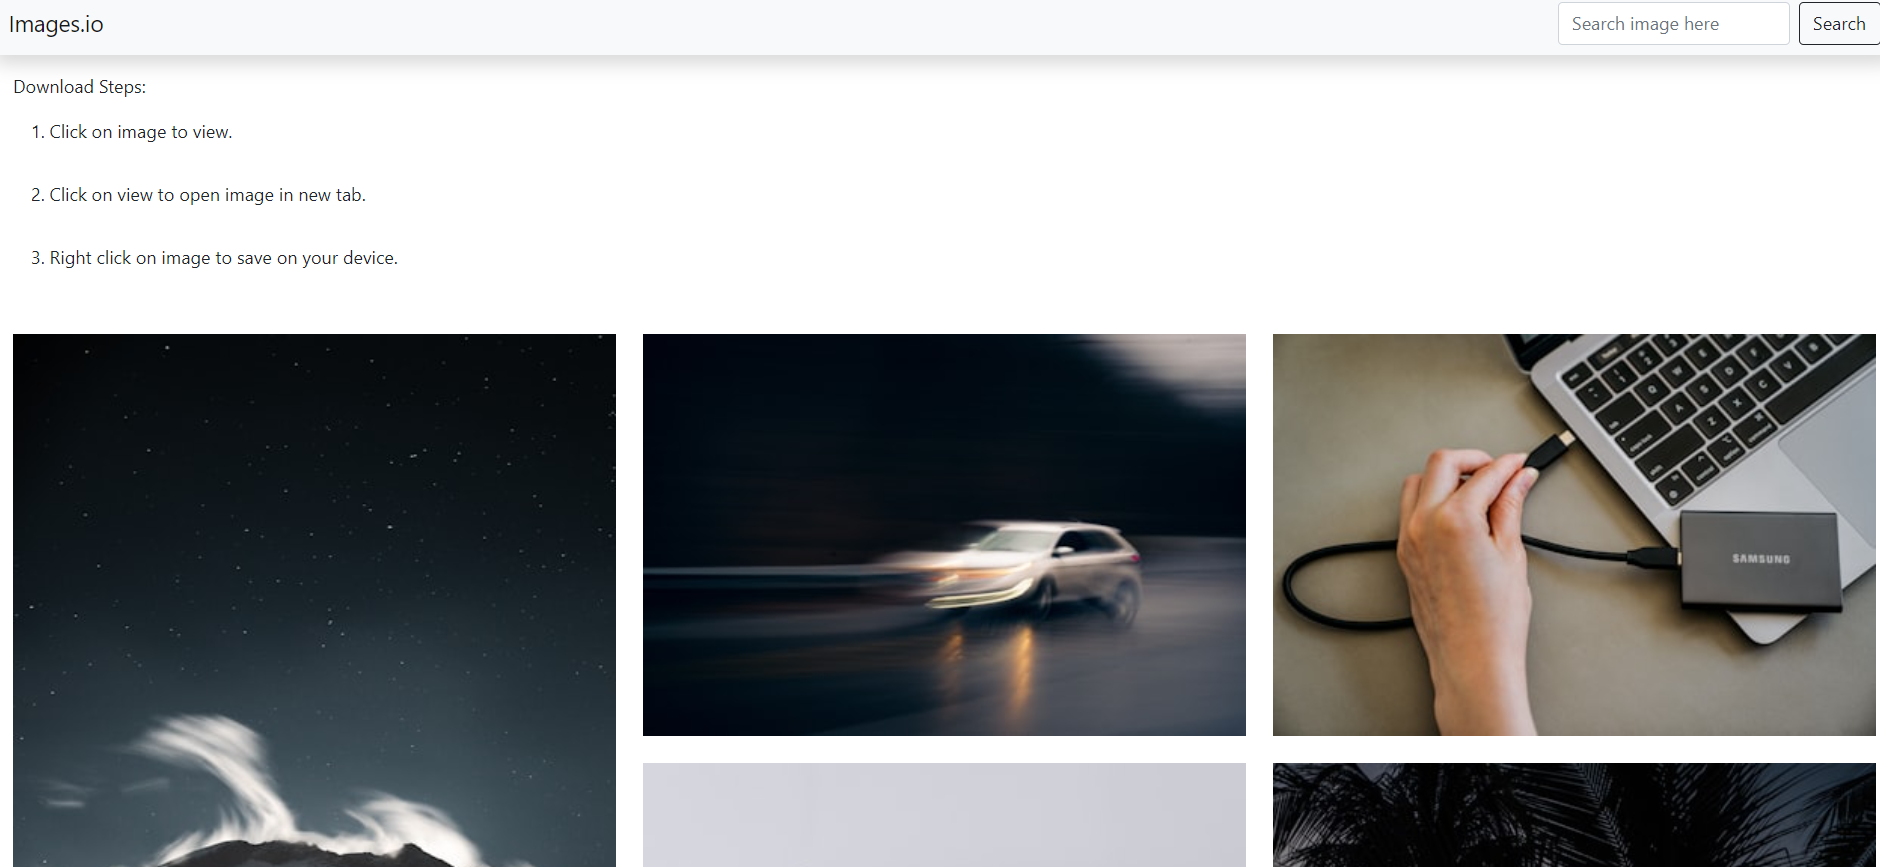 Images.io
Search image here
Search
Download Steps:
1. Click on image to view.
2. Click on view to open image in new tab.
3. Right click on image to save on your device.
SAMSUNG